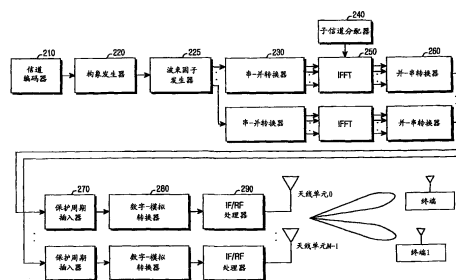 240
子信道分配器
210
信道
编码器
220
构象发生器
225
波束因子
发生器
230
串-并转换器
250
IFFT
260
并-串转换器
串-并转换器
IFFT
并-串转换器
270
保护周期
插入器
280
数字-模拟
转换器
290
IF/RF
处理器
天线单元0
终端
保护周期
插入器
数字-模拟
转换器
IF/RF
处理器
天线单元N-1
终端1